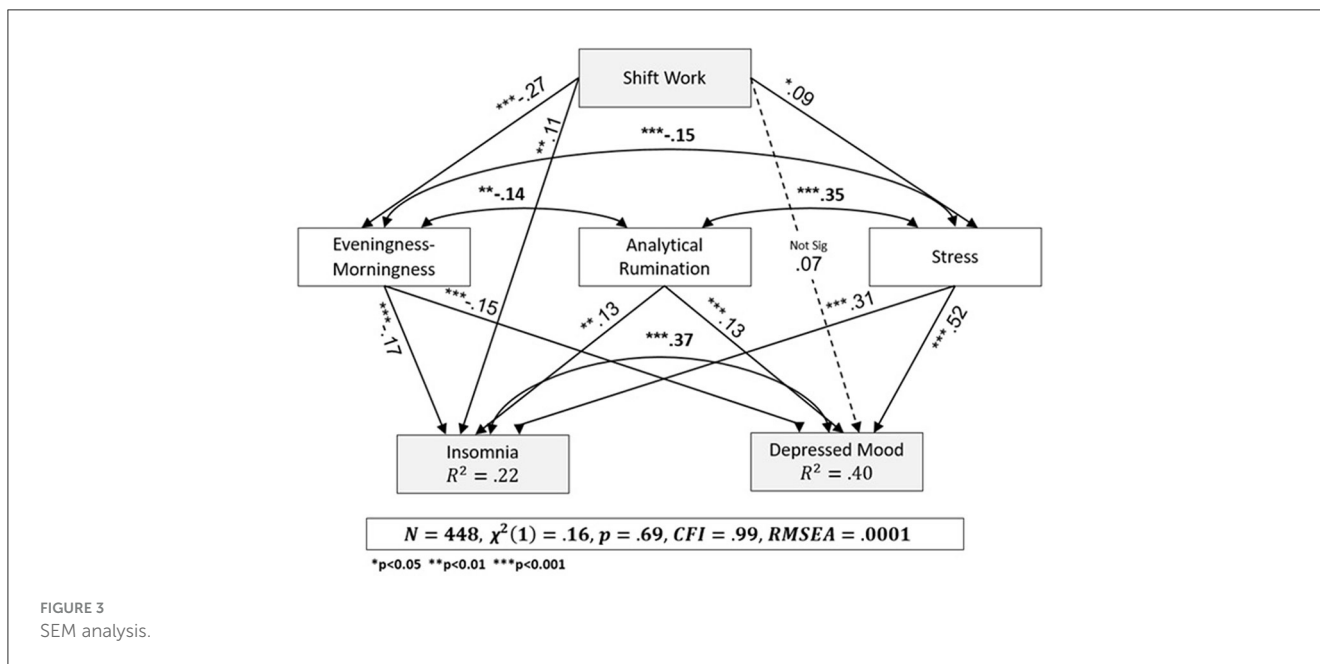 Shift Work
***-.27
**.11
*.09
***-.15
**-.14
***.35
Eveningness-
Morningness
Analytical
Rumination
Not Sig
.07
Stress
***-.17
***-.15
**.13
***.13
***.31
***.52
***.37
Insomnia
R² = .22
Depressed Mood
R² = .40
N = 448, χ²(1) = .16, p = .69, CFI = .99, RMSEA = .0001
*p<0.05 **p<0.01 ***p<0.001
FIGURE 3
SEM analysis.